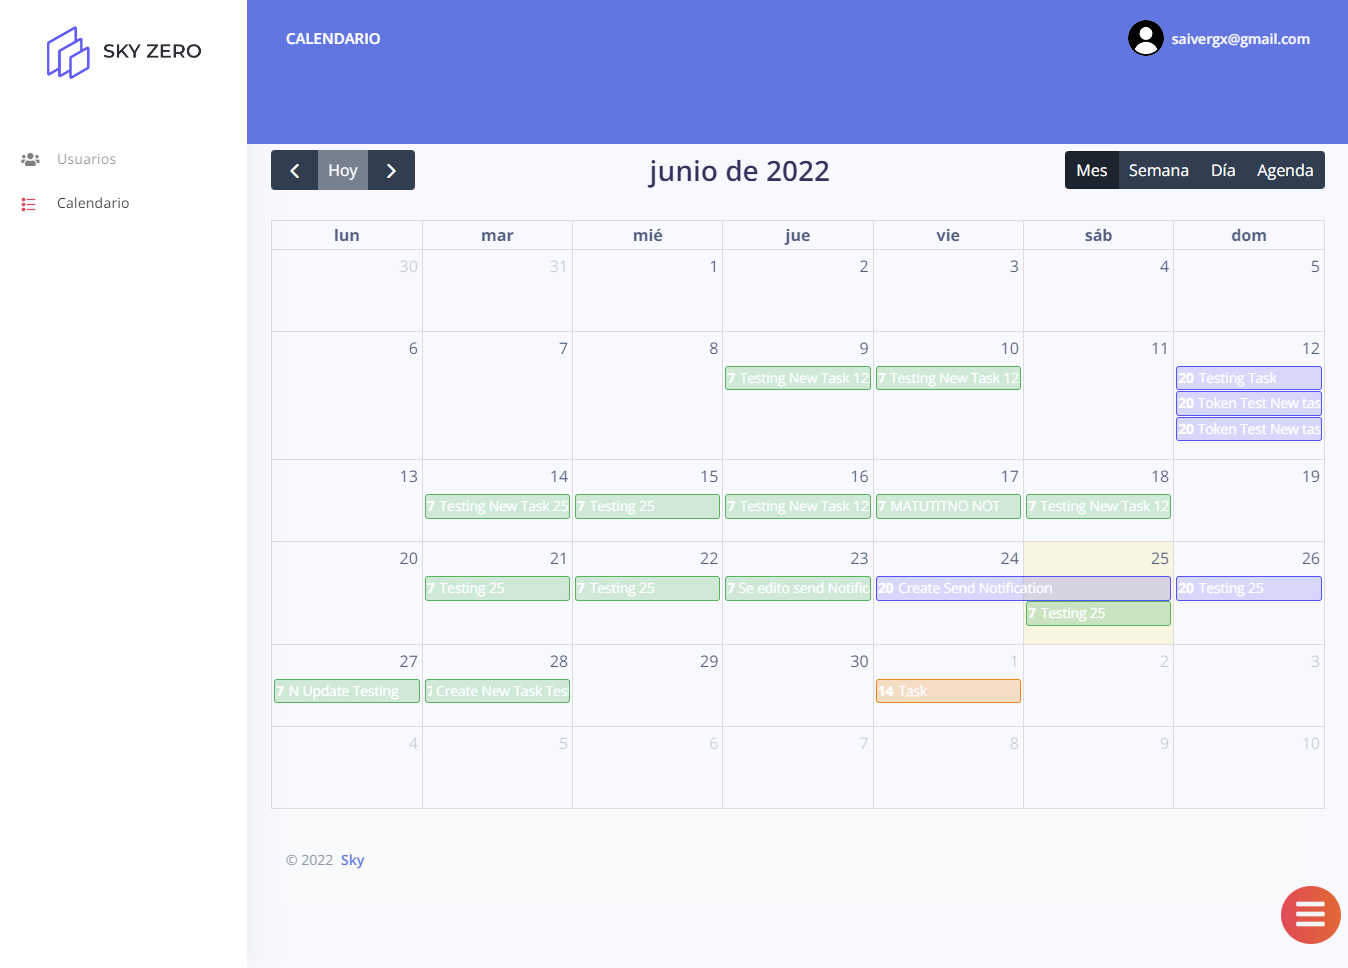 SKY ZERO
CALENDARIO
saivergx@gmail.com
Usuarios
Calendario
Hoy
junio de 2022
Mes Semana Día Agenda
lun mar mié jue vie sáb dom
30 31 1 2 3 4 5
6 7 8 9 10 11 12
7 Testing New Task 12 7 Testing New Task 12 20 Testing Task
20 Token Test New tas
20 Token Test New tas
13 14 15 16 17 18 19
7 Testing New Task 25 7 Testing 25 7 Testing New Task 12 7 MATUTITNO NOT 7 Testing New Task 12
20 21 22 23 24 25 26
7 Testing 25 7 Testing 25 7 Se edito send Notific 20 Create Send Notification 20 Testing 25
7 Testing 25
27 28 29 30 1 2 3
7 N Update Testing 7 Create New Task Tes 14 Task
4 5 6 7 8 9 10
© 2022 Sky